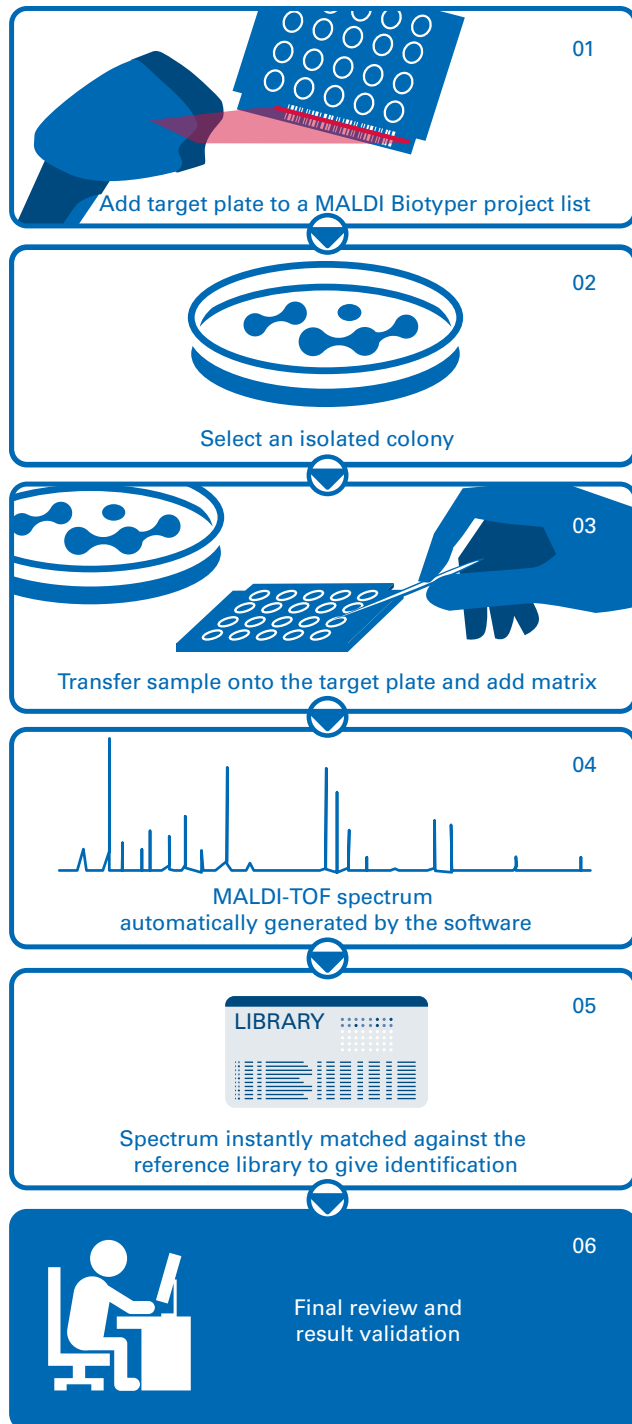 01
Add target plate to a MALDI Biotyper project list
02
Select an isolated colony
03
Transfer sample onto the target plate and add matrix
04
MALDI-TOF spectrum
automatically generated by the software
05
LIBRARY
Spectrum instantly matched against the
reference library to give identification
06
Final review and
result validation